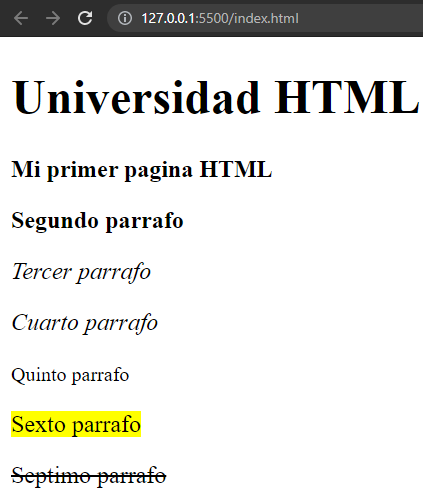 127.0.0.1:5500/index.html
Universidad HTML
Mi primer pagina HTML
Segundo parrafo
Tercer parrafo
Cuarto parrafo
Quinto parrafo
Sexto parrafo
Septimo parrafo